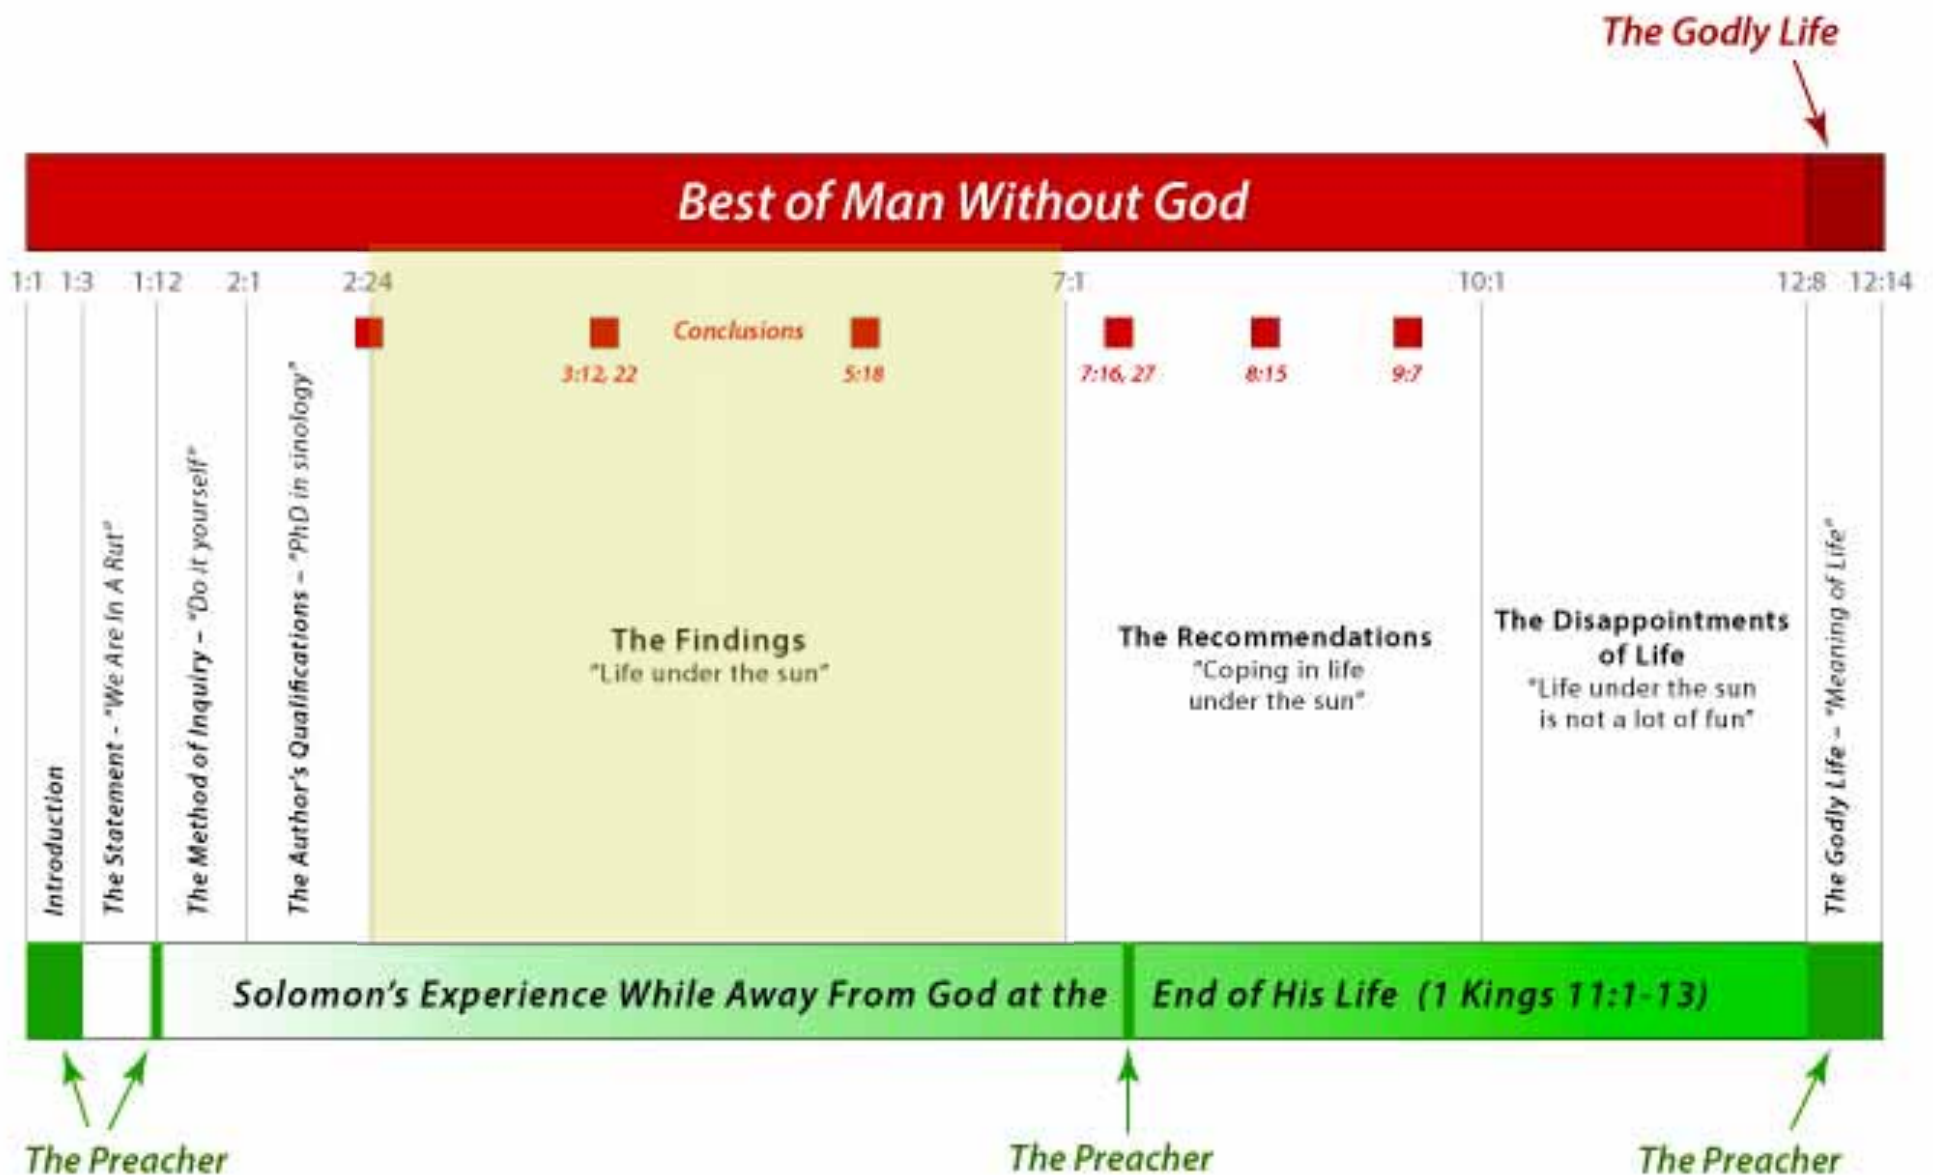 The Godly Life
Best of Man Without God
1:1 1:3 1:12 2:1 2:24 7:1 10:1 12:8 12:14
Conclusions
3:12, 22 5:18 7:16, 27 8:15 9:7
Introduction
The Statement - "We Are In A Rut"
The Method of Inquiry – "Do it yourself"
The Author's Qualifications – "PhD in sinology"
The Findings
"Life under the sun"
The Recommendations
"Coping in life
under the sun"
The Disappointments
of Life
"Life under the sun
is not a lot of fun"
The Godly Life – "Meaning of Life"
Solomon's Experience While Away From God at the End of His Life (1 Kings 11:1-13)
The Preacher
The Preacher
The Preacher